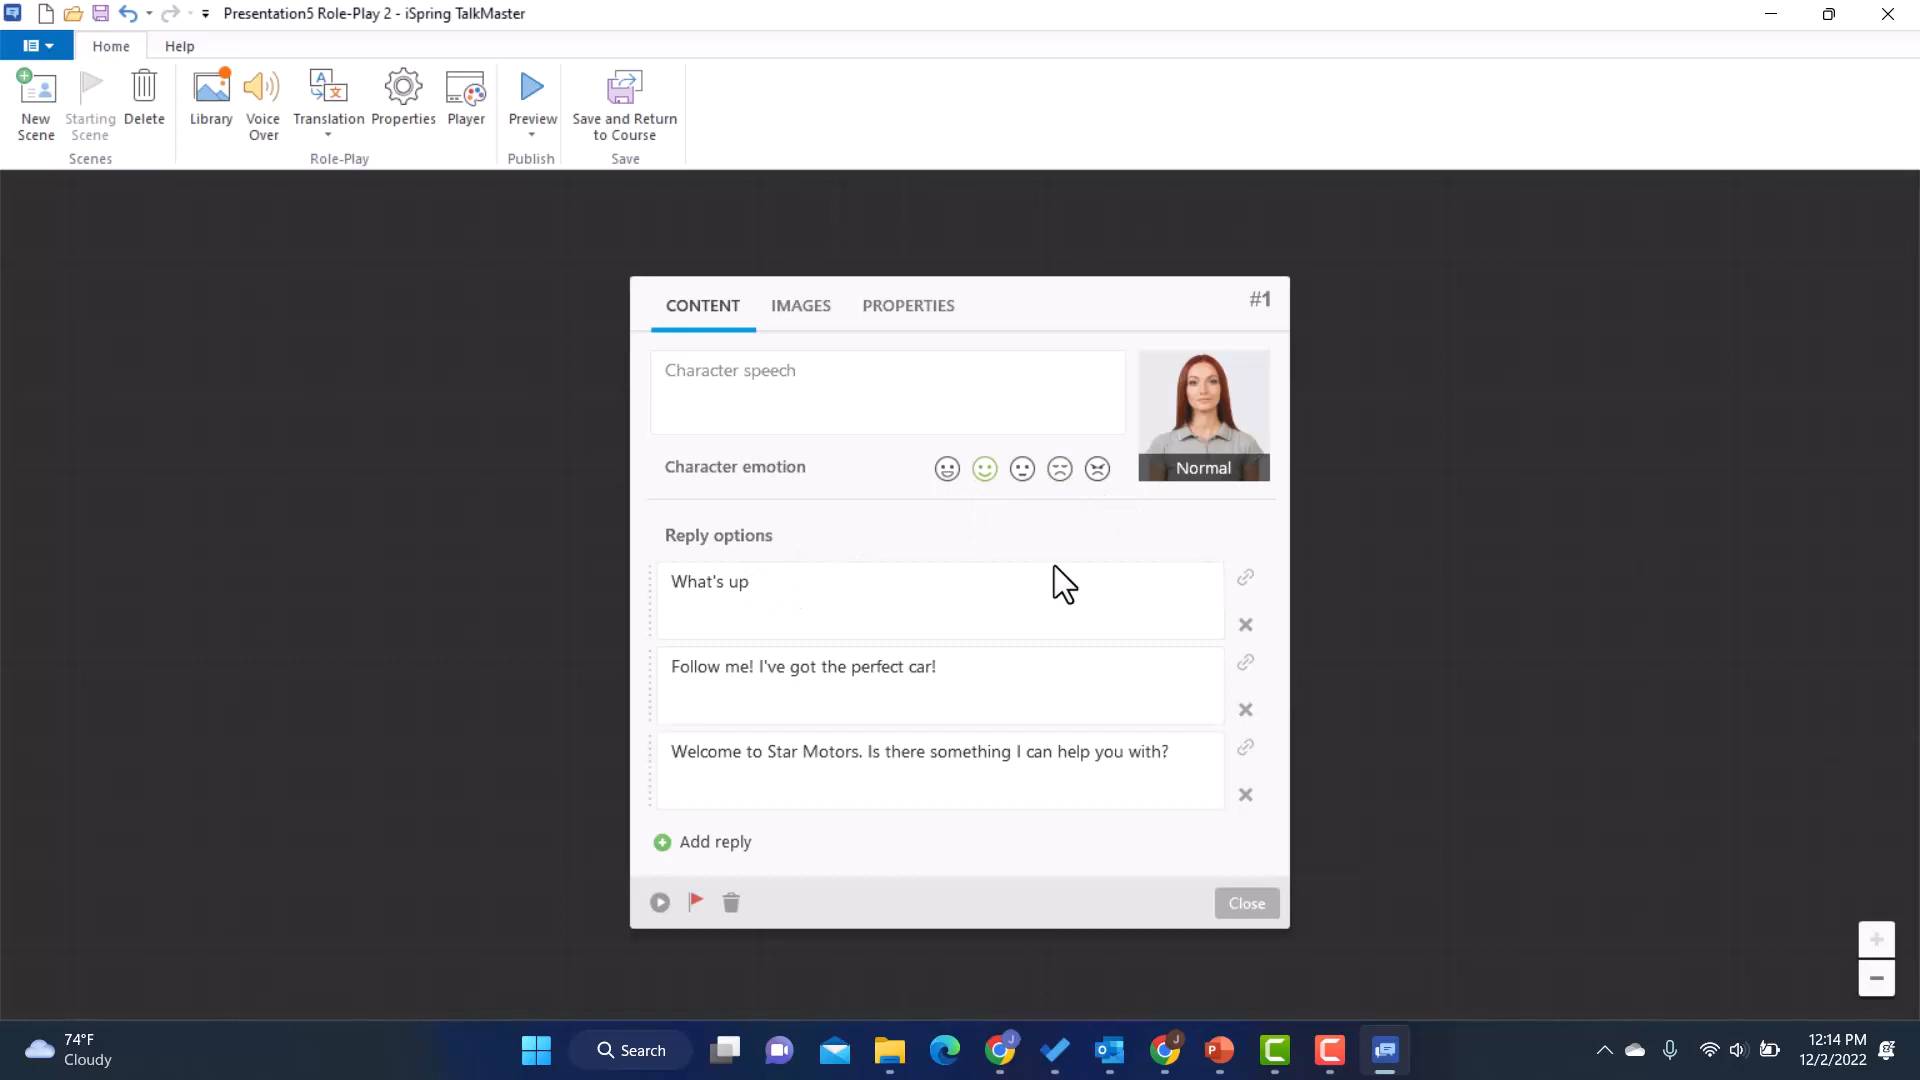 Presentation5 Role-Play 2 - iSpring TalkMaster
Home Help
New Scene
Starting Scene
Delete
Scenes
Library
Voice Over
Translation
Properties
Player
Role-Play
Preview
Publish
Save and Return to Course
Save
CONTENT IMAGES PROPERTIES #1
Character speech
Character emotion
Normal
Reply options
What's up
Follow me! I've got the perfect car!
Welcome to Star Motors. Is there something I can help you with?
Add reply
Close
74°F
Cloudy
Search
12:14 PM
12/2/2022